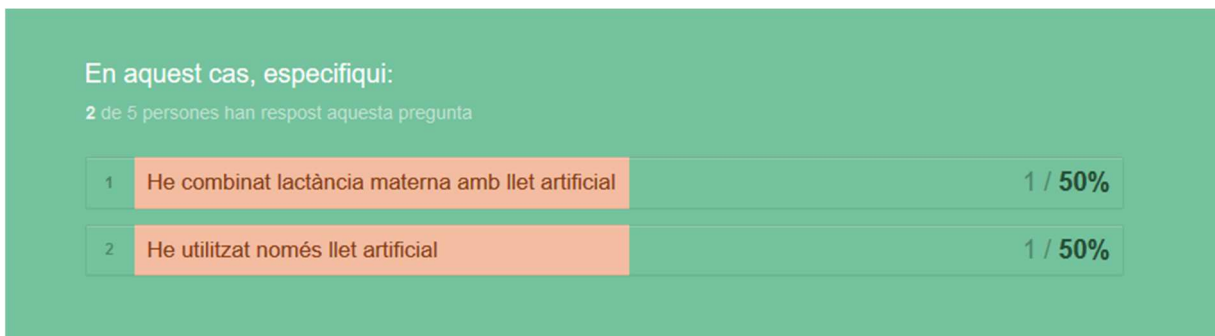 En aquest cas, especifiqui:
2 de 5 persones han respost aquesta pregunta
1 He combinat lactància materna amb llet artificial 1 / 50%
2 He utilitzat només llet artificial 1 / 50%